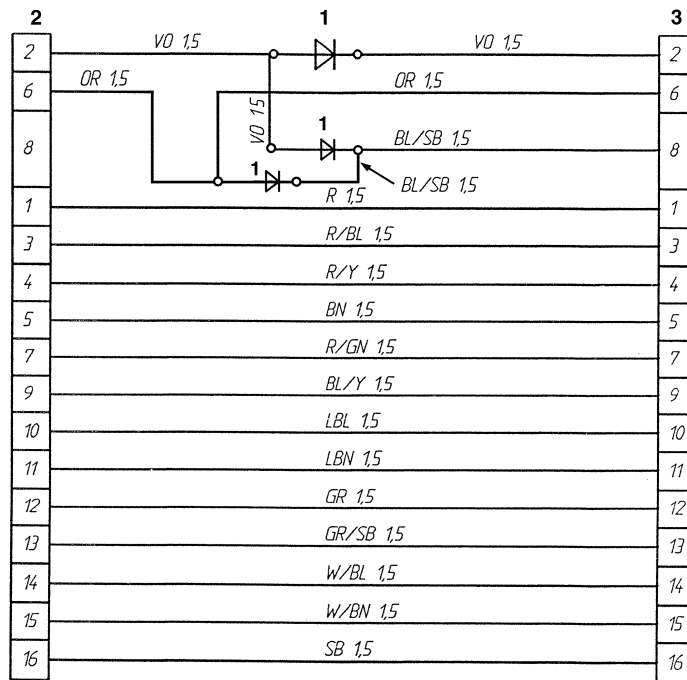 2 1 3
2 VO 1,5 VO 1,5 2
6 OR 1,5 OR 1,5 6
VO 1 5
8 1 BL/SB 1,5 8
1 BL/SB 1,5
R 1,5
1 1
R/BL 1,5
3 3
R/Y 1,5
4 4
BN 1,5
5 5
R/GN 1,5
7 7
BL/Y 1,5
9 9
LBL 1,5
10 10
LBN 1,5
11 11
GR 1,5
12 12
GR/SB 1,5
13 13
W/BL 1,5
14 14
W/BN 1,5
15 15
SB 1,5
16 16